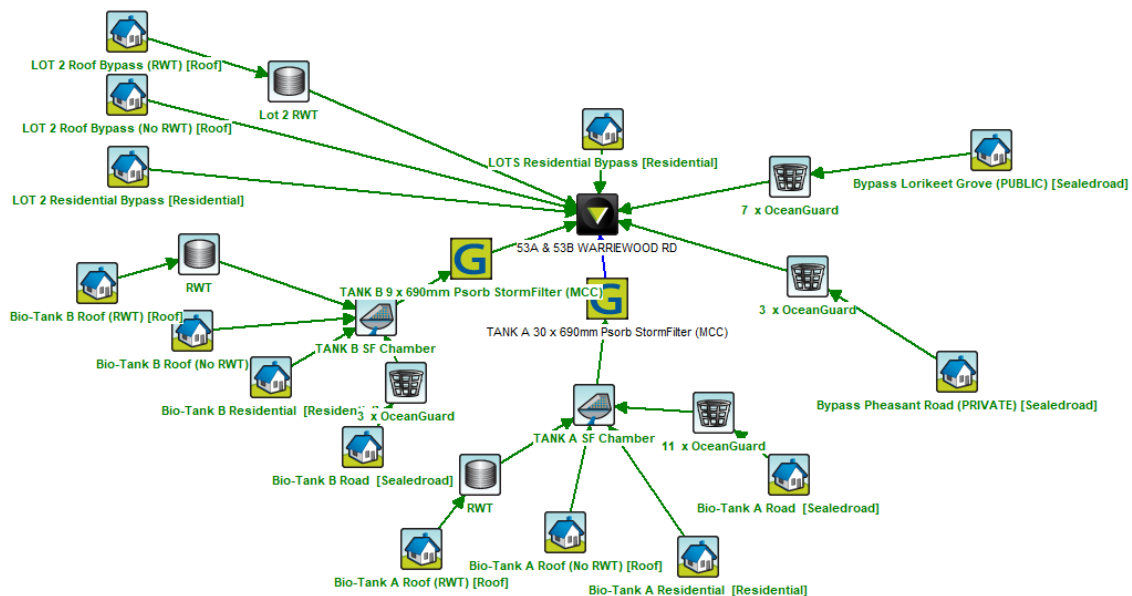 LOT 2 Roof Bypass (RWT) [Roof]
Lot 2 RWT
LOT 2 Roof Bypass (No RWT) [Roof]
LOTS Residential Bypass [Residential]
Bypass Lorikeet Grove (PUBLIC) [Sealedroad]
LOT 2 Residential Bypass [Residential]
7 x OceanGuard
53A & 53B WARRIEWOOD RD
G
RWT
TANK B 9 x 690mm Psorb StormFilter (MCC)
G
3 x OceanGuard
Bio-Tank B Roof (RWT) [Roof]
TANK A 30 x 690mm Psorb StormFilter (MCC)
TANK B SF Chamber
Bio-Tank B Roof (No RWT)
Bio-Tank B Residential [Residenti
3 x OceanGuard
Bypass Pheasant Road (PRIVATE) [Sealedroad]
TANK A SF Chamber
11 x OceanGuard
Bio-Tank B Road [Sealedroad]
RWT
Bio-Tank A Road [Sealedroad]
Bio-Tank A Roof (No RWT) [Roof]
Bio-Tank A Roof (RWT) [Roof]
Bio-Tank A Residential [Residential]